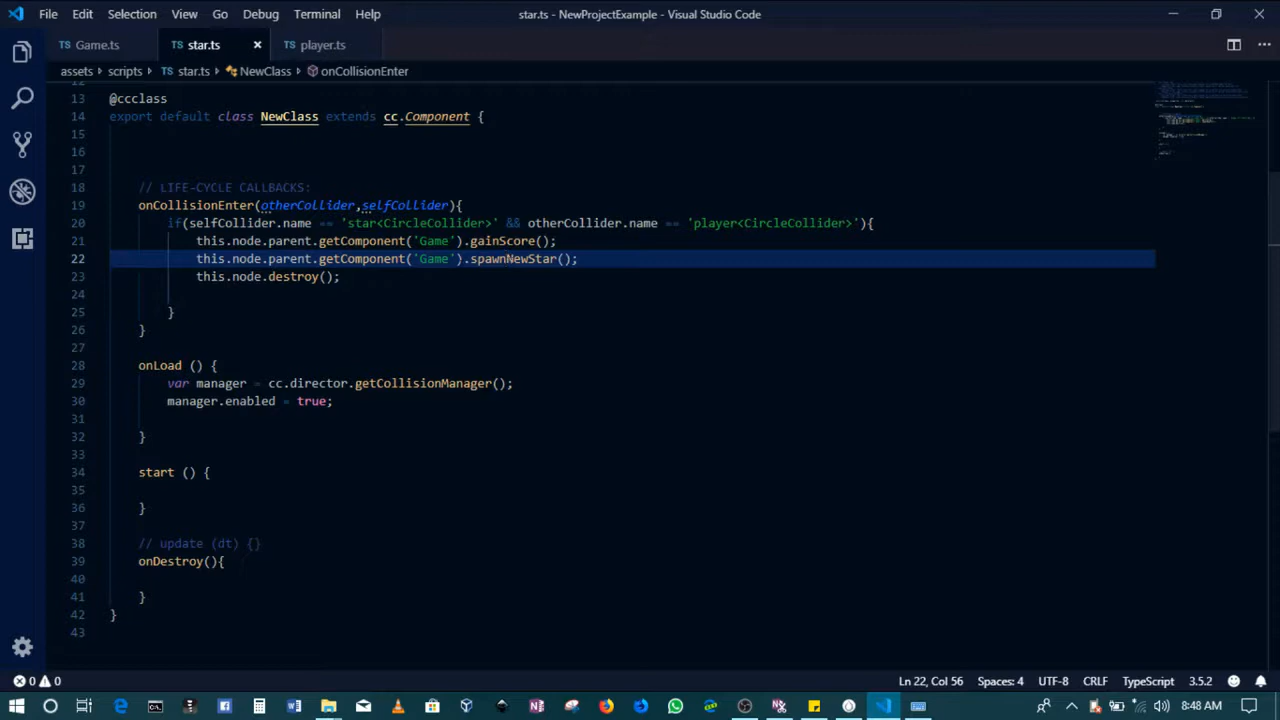 File Edit Selection View Go Debug Terminal Help star.ts - NewProjectExample - Visual Studio Code
TS Game.ts TS star.ts × TS player.ts
assets › scripts › TS star.ts › NewClass › onCollisionEnter
12
13 @ccclass
14 export default class NewClass extends cc.Component {
15
16
17
18 // LIFE-CYCLE CALLBACKS:
19 onCollisionEnter(otherCollider,selfCollider){
20 if(selfCollider.name == 'star<CircleCollider>' && otherCollider.name == 'player<CircleCollider>'){
21 this.node.parent.getComponent('Game').gainScore();
22 this.node.parent.getComponent('Game').spawnNewStar();
23 this.node.destroy();
24
25 }
26 }
27
28 onLoad () {
29 var manager = cc.director.getCollisionManager();
30 manager.enabled = true;
31
32 }
33
34 start () {
35
36 }
37
38 // update (dt) {}
39 onDestroy(){
40
41 }
42 }
43
0 0 Ln 22, Col 56 Spaces: 4 UTF-8 CRLF TypeScript 3.5.2
8:48 AM